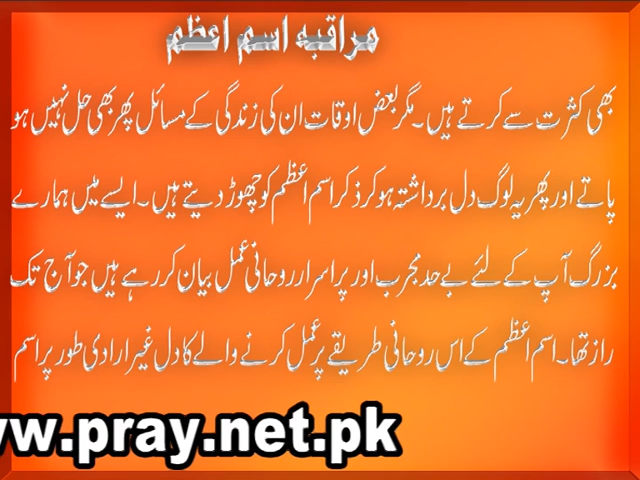 مراقبہ اسم اعظم
بھی کثرت سے کرتے ہیں۔ مگر بعض اوقات ان کی زندگی کے مسائل پھر بھی حل نہیں ہو
پاتے اور پھر یہ لوگ دل برداشتہ ہو کر ذکر اسم اعظم کو چھوڑ دیتے ہیں۔ ایسے میں ہمارے
بزرگ آپ کے لئے بے حد مجرب اور پراسرار روحانی عمل بیان کر رہے ہیں جو آج تک
راز تھا۔ اسم اعظم کے اس روحانی طریقے پر عمل کرنے والے کا دل غیر ارادی طور پر اسم
www.pray.net.pk